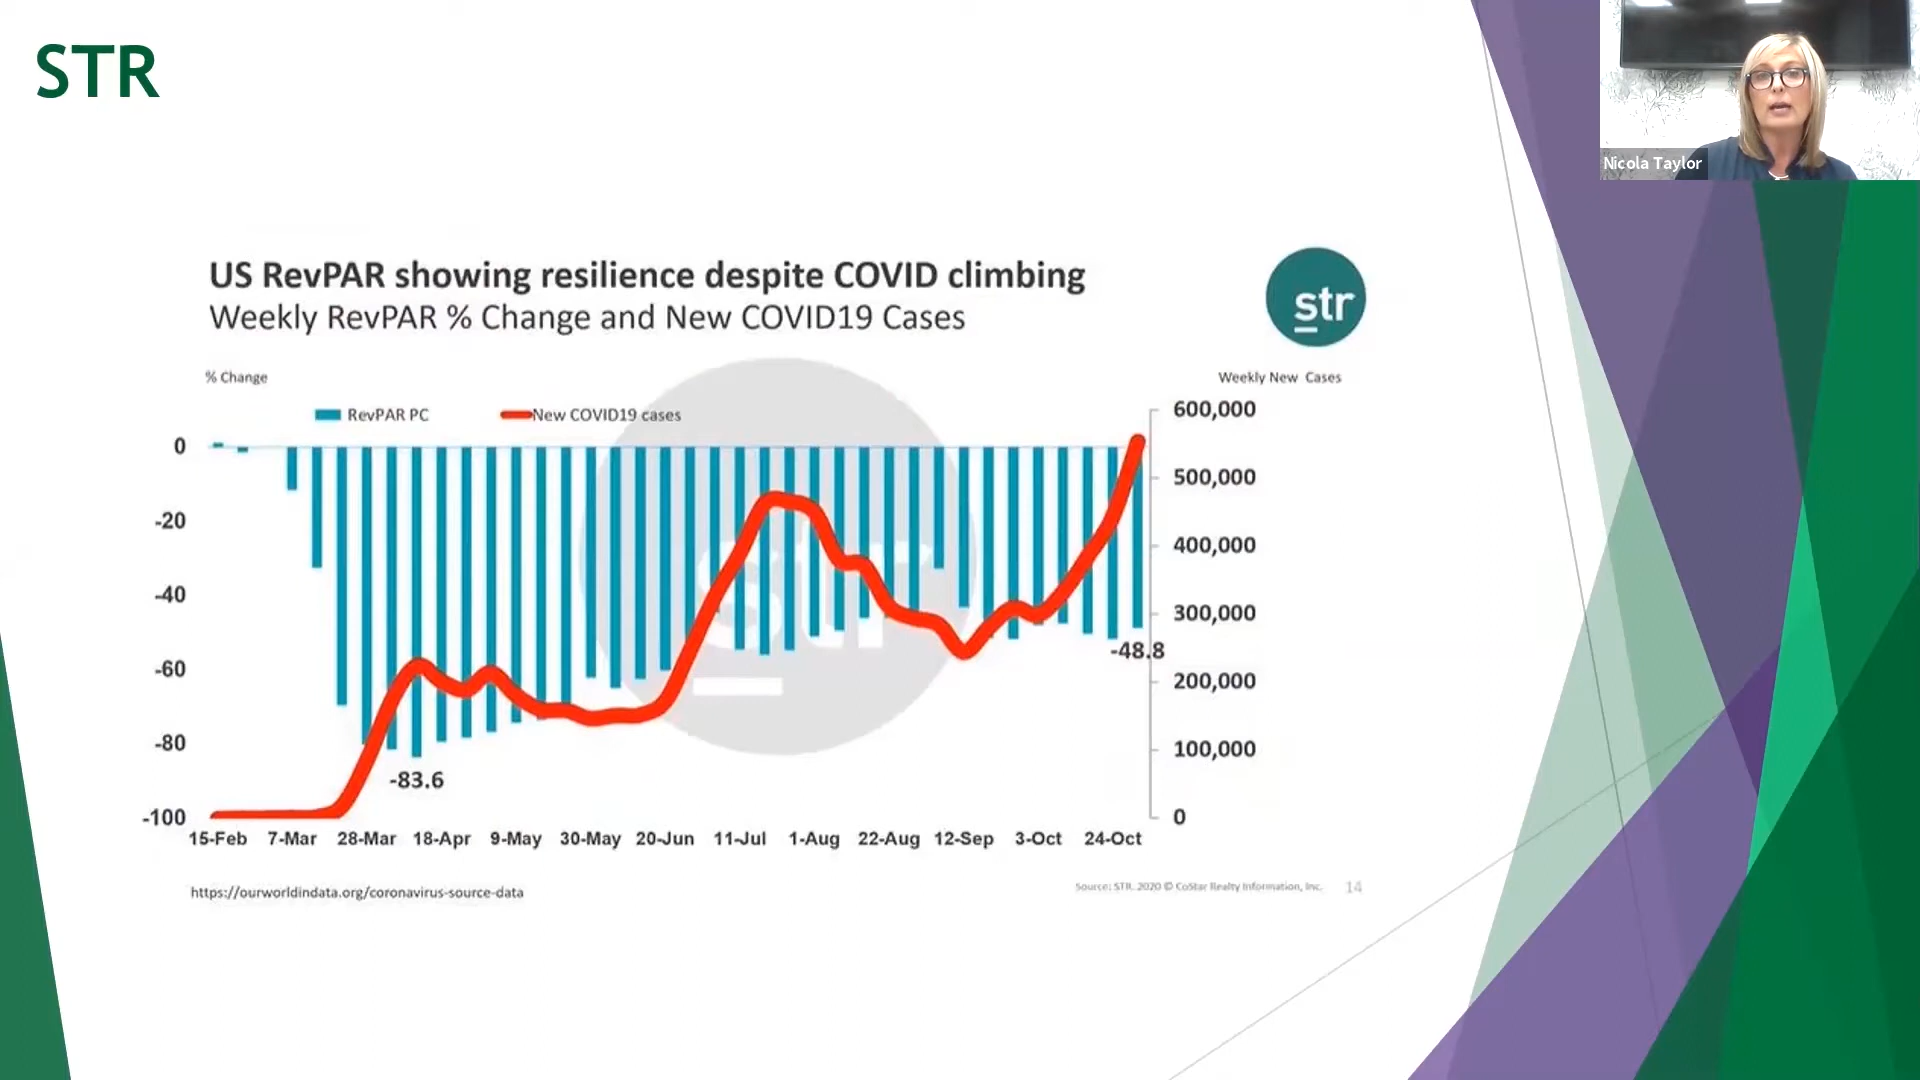 STR
Nicola Taylor
US RevPAR showing resilience despite COVID climbing
Weekly RevPAR % Change and New COVID19 Cases
str
% Change
Weekly New Cases
RevPAR PC
New COVID19 cases
600,000
0
500,000
-20
400,000
-40
300,000
-48.8
-60
200,000
-80
100,000
-83.6
-100
0
15-Feb 7-Mar 28-Mar 18-Apr 9-May 30-May 20-Jun 11-Jul 1-Aug 22-Aug 12-Sep 3-Oct 24-Oct
str
https://ourworldindata.org/coronavirus-source-data
Source: STR. 2020 © CoStar Realty Information, Inc.
14